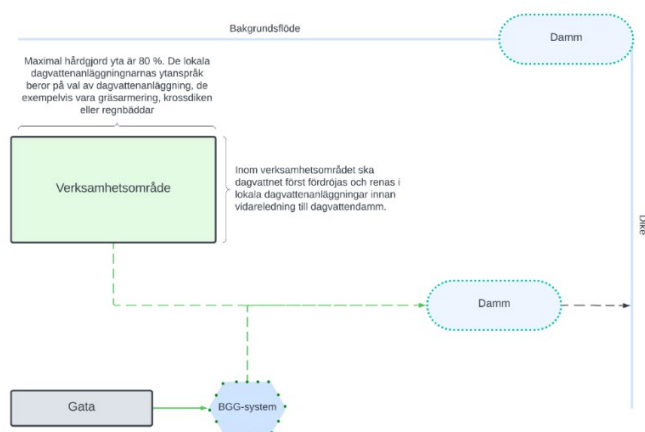 Bakgrundsflöde
Damm
Maximal hårdgjord yta är 80 %. De lokala
dagvattenanläggningnarnas ytanspråk
beror på val av dagvattenanläggning, de
exempelvis vara gräsarmering, krossdiken
eller regnbäddar
Verksamhetsområde
Inom verksamhetsområdet ska
dagvattnet först fördröjas och renas i
lokala dagvattenanläggningar innan
vidareledning till dagvattendamm.
Dike
Damm
Gata
BGG-system